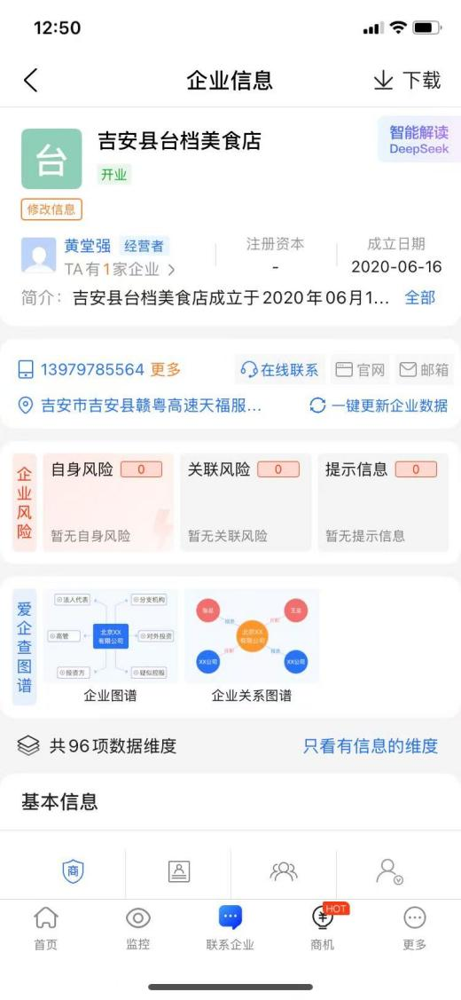 12:50
企业信息
下载
台
吉安县台档美食店
开业
智能解读
DeepSeek
修改信息
黄堂强 经营者
TA有1家企业
注册资本
-
成立日期
2020-06-16
简介： 吉安县台档美食店成立于2020年06月1... 全部
13979785564 更多 在线联系 官网 邮箱
吉安市吉安县赣粤高速天福服... 一键更新企业数据
企业风险
自身风险 0
暂无自身风险
关联风险 0
暂无关联风险
提示信息 0
暂无提示信息
爱企查图谱
法人代表
分支机构
高管
北京XX
有限公司
对外投资
投资方
疑似控股
企业图谱
王总
北京XX
有限公司
XX公司
XX公司
企业关系图谱
共96项数据维度 只看有信息的维度
基本信息
商
首页
监控
联系企业
HOT
商机
更多